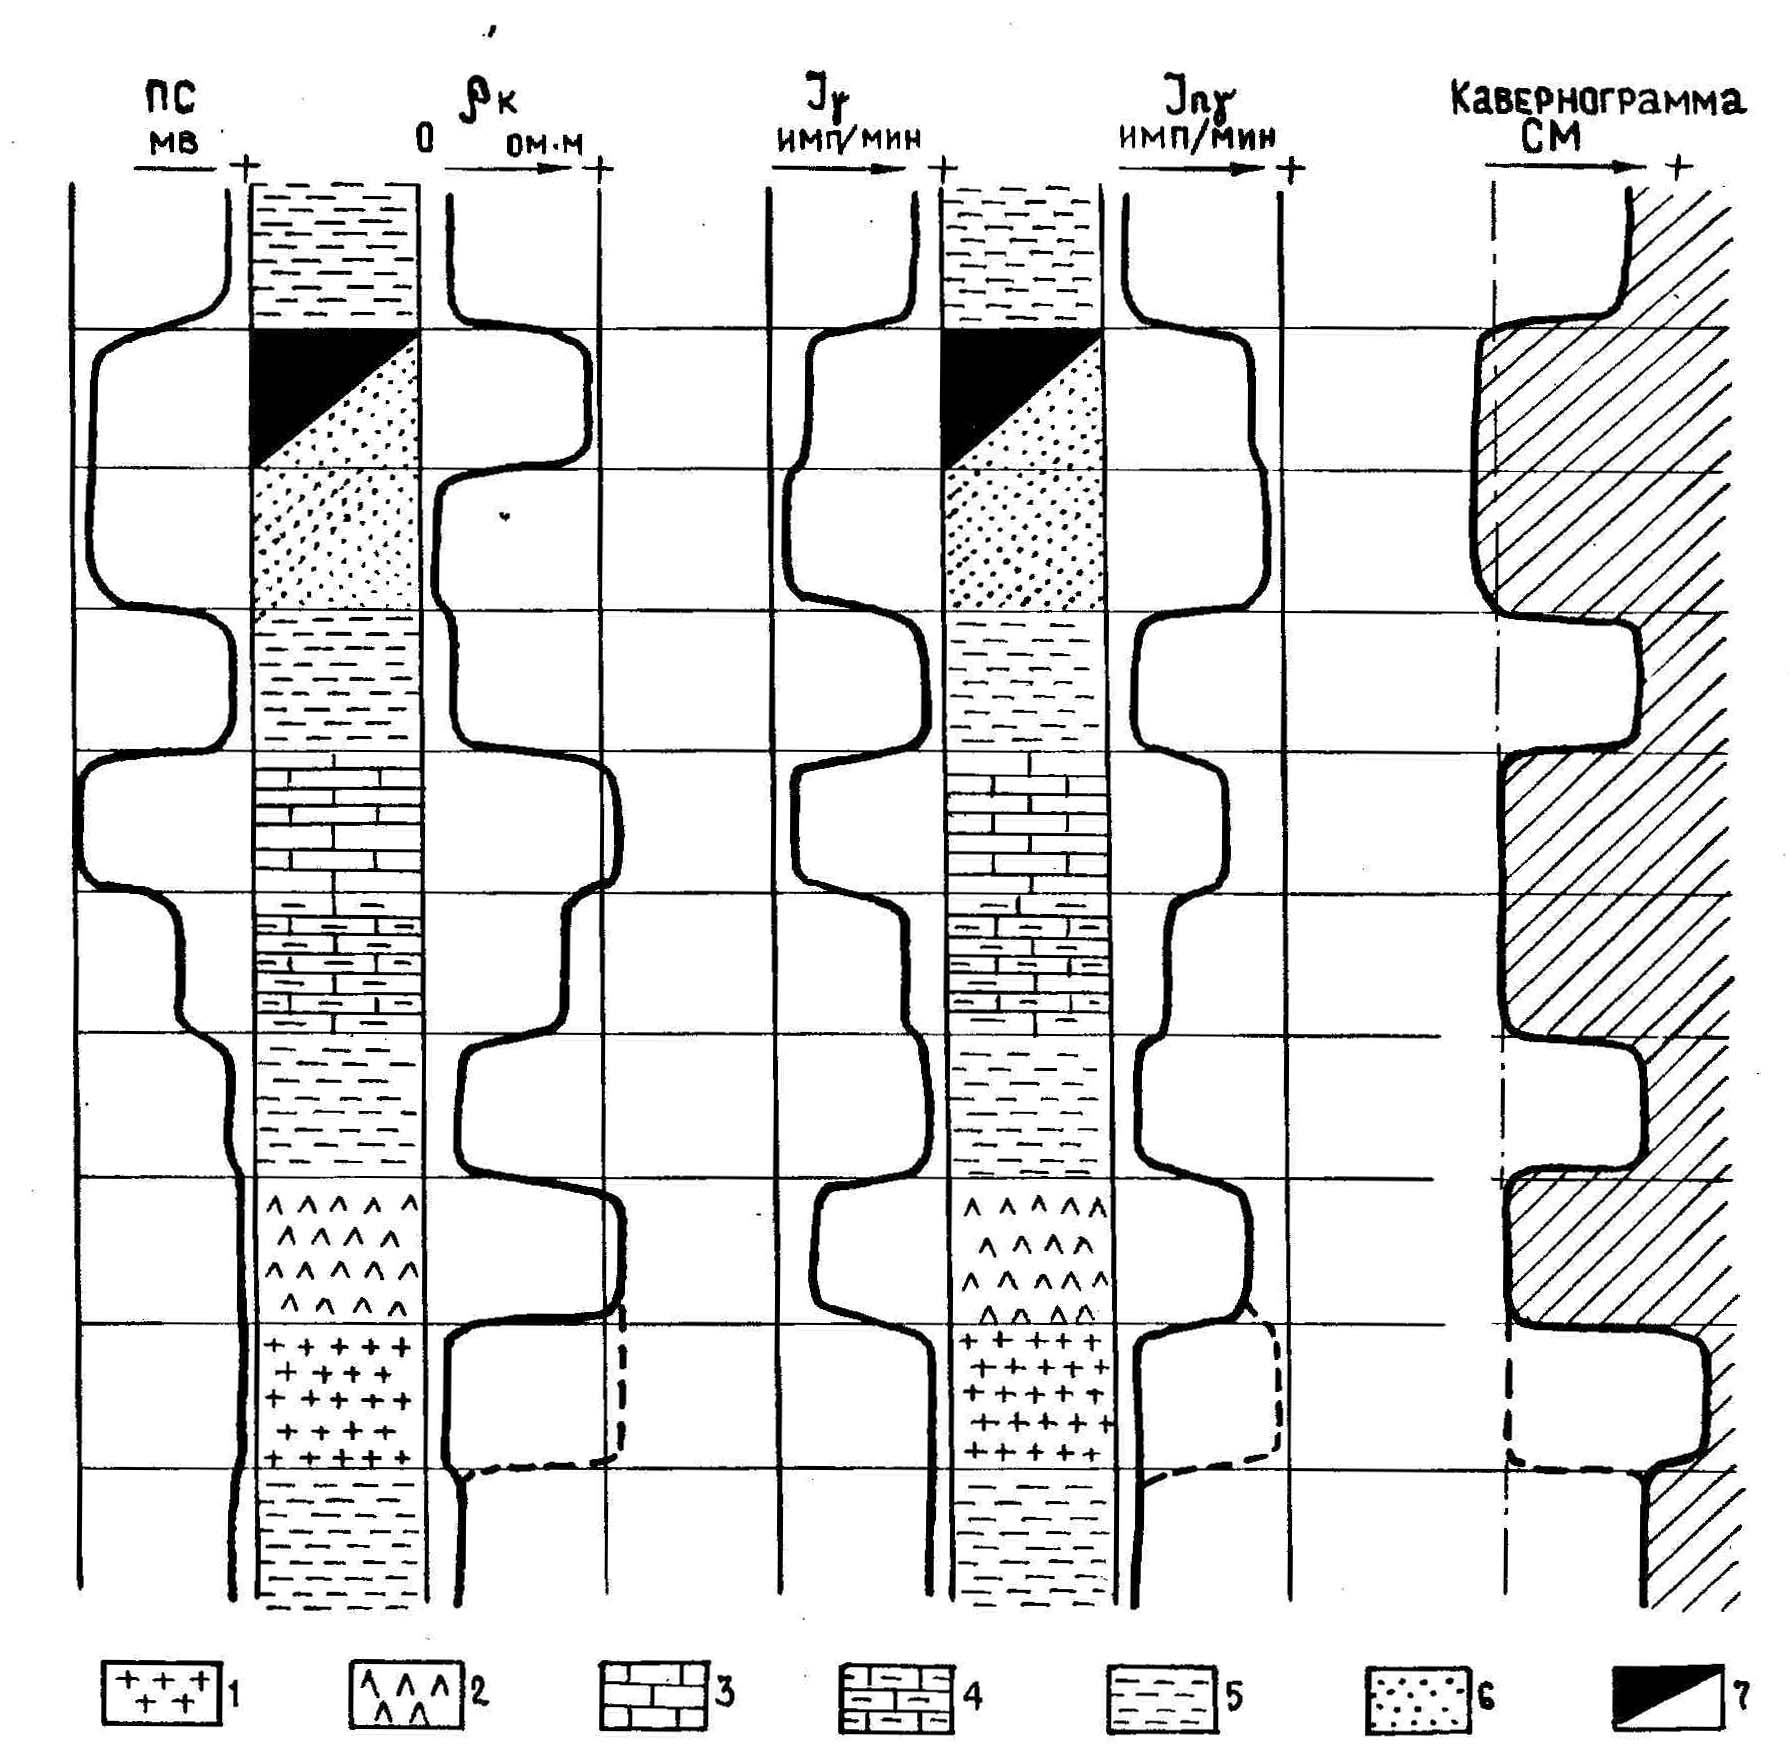 ПС ρк Jγ Jnγ Кавернограмма
мв 0 ом·м имп/мин имп/мин см
+ + + + +
1 2 3 4 5 6 7